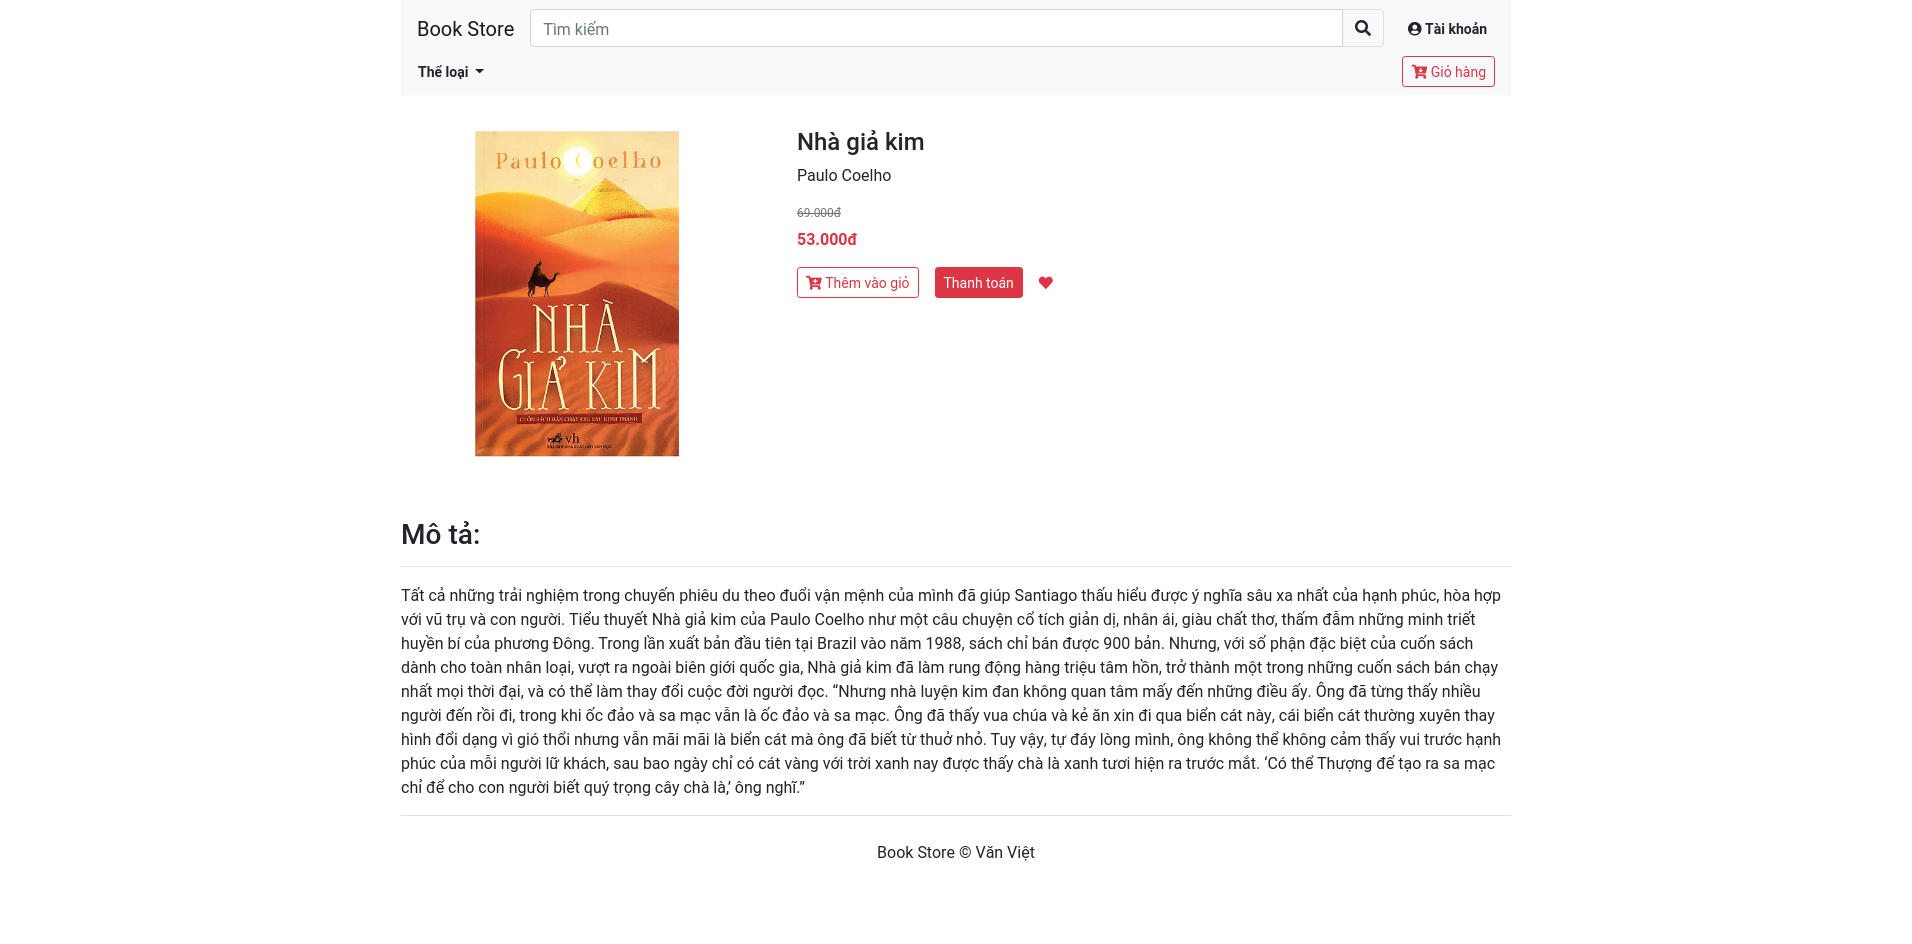 Book Store
Tìm kiếm
Tài khoản
Thể loại
Giỏ hàng
Paulo Coelho
NHÀ
GIẢ KIM
CUỐN SÁCH BÁN CHẠY CHỈ SAU KINH THÁNH
Nhà giả kim
Paulo Coelho
69.000đ
53.000đ
Thêm vào giỏ
Thanh toán
Mô tả:
Tất cả những trải nghiệm trong chuyến phiêu du theo đuổi vận mệnh của mình đã giúp Santiago thấu hiểu được ý nghĩa sâu xa nhất của hạnh phúc, hòa hợp
với vũ trụ và con người. Tiểu thuyết Nhà giả kim của Paulo Coelho như một câu chuyện cổ tích giản dị, nhân ái, giàu chất thơ, thấm đẫm những minh triết
huyền bí của phương Đông. Trong lần xuất bản đầu tiên tại Brazil vào năm 1988, sách chỉ bán được 900 bản. Nhưng, với số phận đặc biệt của cuốn sách
dành cho toàn nhân loại, vượt ra ngoài biên giới quốc gia, Nhà giả kim đã làm rung động hàng triệu tâm hồn, trở thành một trong những cuốn sách bán chạy
nhất mọi thời đại, và có thể làm thay đổi cuộc đời người đọc. “Nhưng nhà luyện kim đan không quan tâm mấy đến những điều ấy. Ông đã từng thấy nhiều
người đến rồi đi, trong khi ốc đảo và sa mạc vẫn là ốc đảo và sa mạc. Ông đã thấy vua chúa và kẻ ăn xin đi qua biển cát này, cái biển cát thường xuyên thay
hình đổi dạng vì gió thổi nhưng vẫn mãi mãi là biển cát mà ông đã biết từ thuở nhỏ. Tuy vậy, tự đáy lòng mình, ông không thể không cảm thấy vui trước hạnh
phúc của mỗi người lữ khách, sau bao ngày chỉ có cát vàng với trời xanh nay được thấy chà là xanh tươi hiện ra trước mắt. ‘Có thể Thượng đế tạo ra sa mạc
chỉ để cho con người biết quý trọng cây chà là,’ ông nghĩ.”
Book Store © Văn Việt